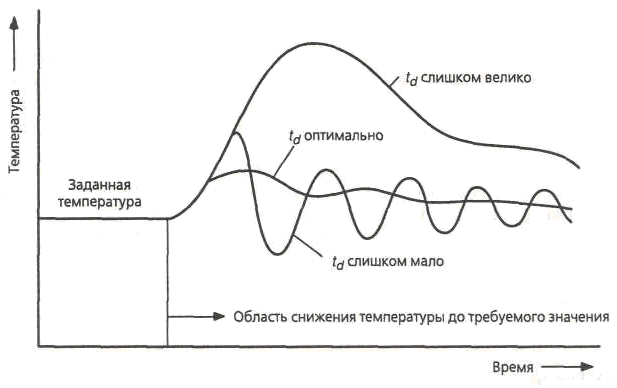 Температура
t_d слишком велико
t_d оптимально
Заданная
температура
t_d слишком мало
Область снижения температуры до требуемого значения
Время